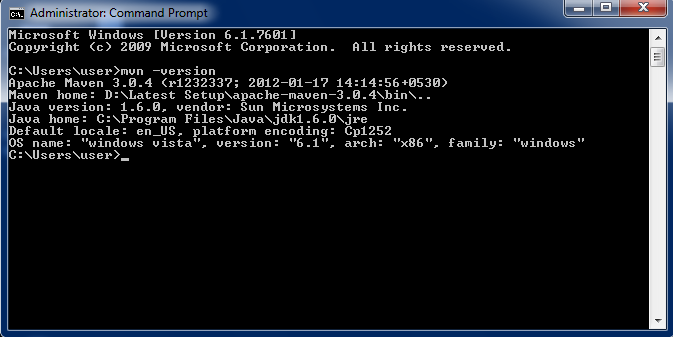 Administrator: Command Prompt
Microsoft Windows [Version 6.1.7601]
Copyright (c) 2009 Microsoft Corporation.  All rights reserved.
C:\Users\user>mvn -version
Apache Maven 3.0.4 (r1232337; 2012-01-17 14:14:56+0530)
Maven home: D:\Latest Setup\apache-maven-3.0.4\bin\..
Java version: 1.6.0, vendor: Sun Microsystems Inc.
Java home: C:\Program Files\Java\jdk1.6.0\jre
Default locale: en_US, platform encoding: Cp1252
OS name: "windows vista", version: "6.1", arch: "x86", family: "windows"
C:\Users\user>_